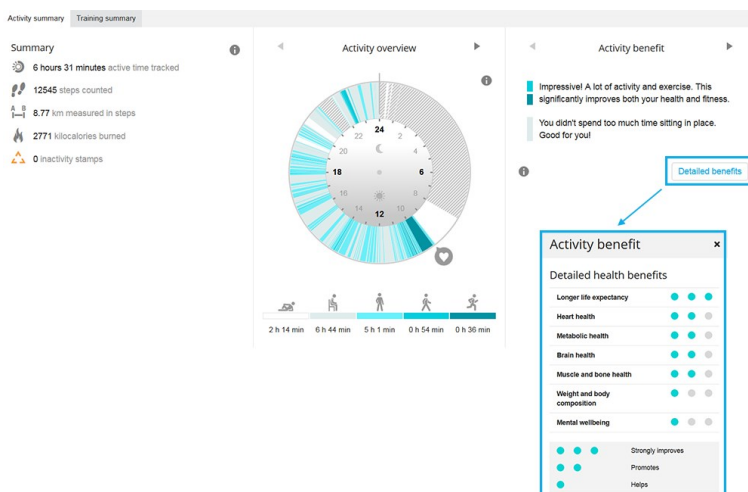 Activity summary
Training summary
Summary
6 hours 31 minutes active time tracked
12545 steps counted
A B
8.77 km measured in steps
2771 kilocalories burned
0 inactivity stamps
Activity overview
24
22 2
20 4
18 6
16 8
14 10
12
2 h 14 min 6 h 44 min 5 h 1 min 0 h 54 min 0 h 36 min
Activity benefit
Impressive! A lot of activity and exercise. This
significantly improves both your health and fitness.
You didn't spend too much time sitting in place.
Good for you!
Detailed benefits
Activity benefit ×
Detailed health benefits
Longer life expectancy
Heart health
Metabolic health
Brain health
Muscle and bone health
Weight and body
composition
Mental wellbeing
Strongly improves
Promotes
Helps